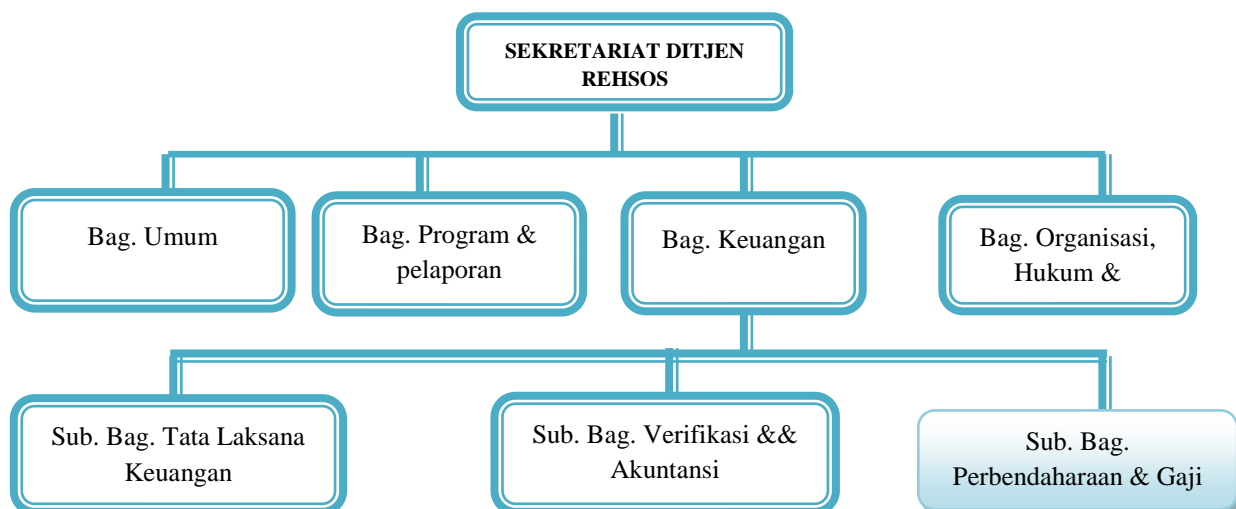 SEKRETARIAT DITJEN
REHSOS
Bag. Umum
Bag. Program &
pelaporan
Bag. Keuangan
Bag. Organisasi,
Hukum &
Sub. Bag. Tata Laksana
Keuangan
Sub. Bag. Verifikasi &&
Akuntansi
Sub. Bag.
Perbendaharaan & Gaji